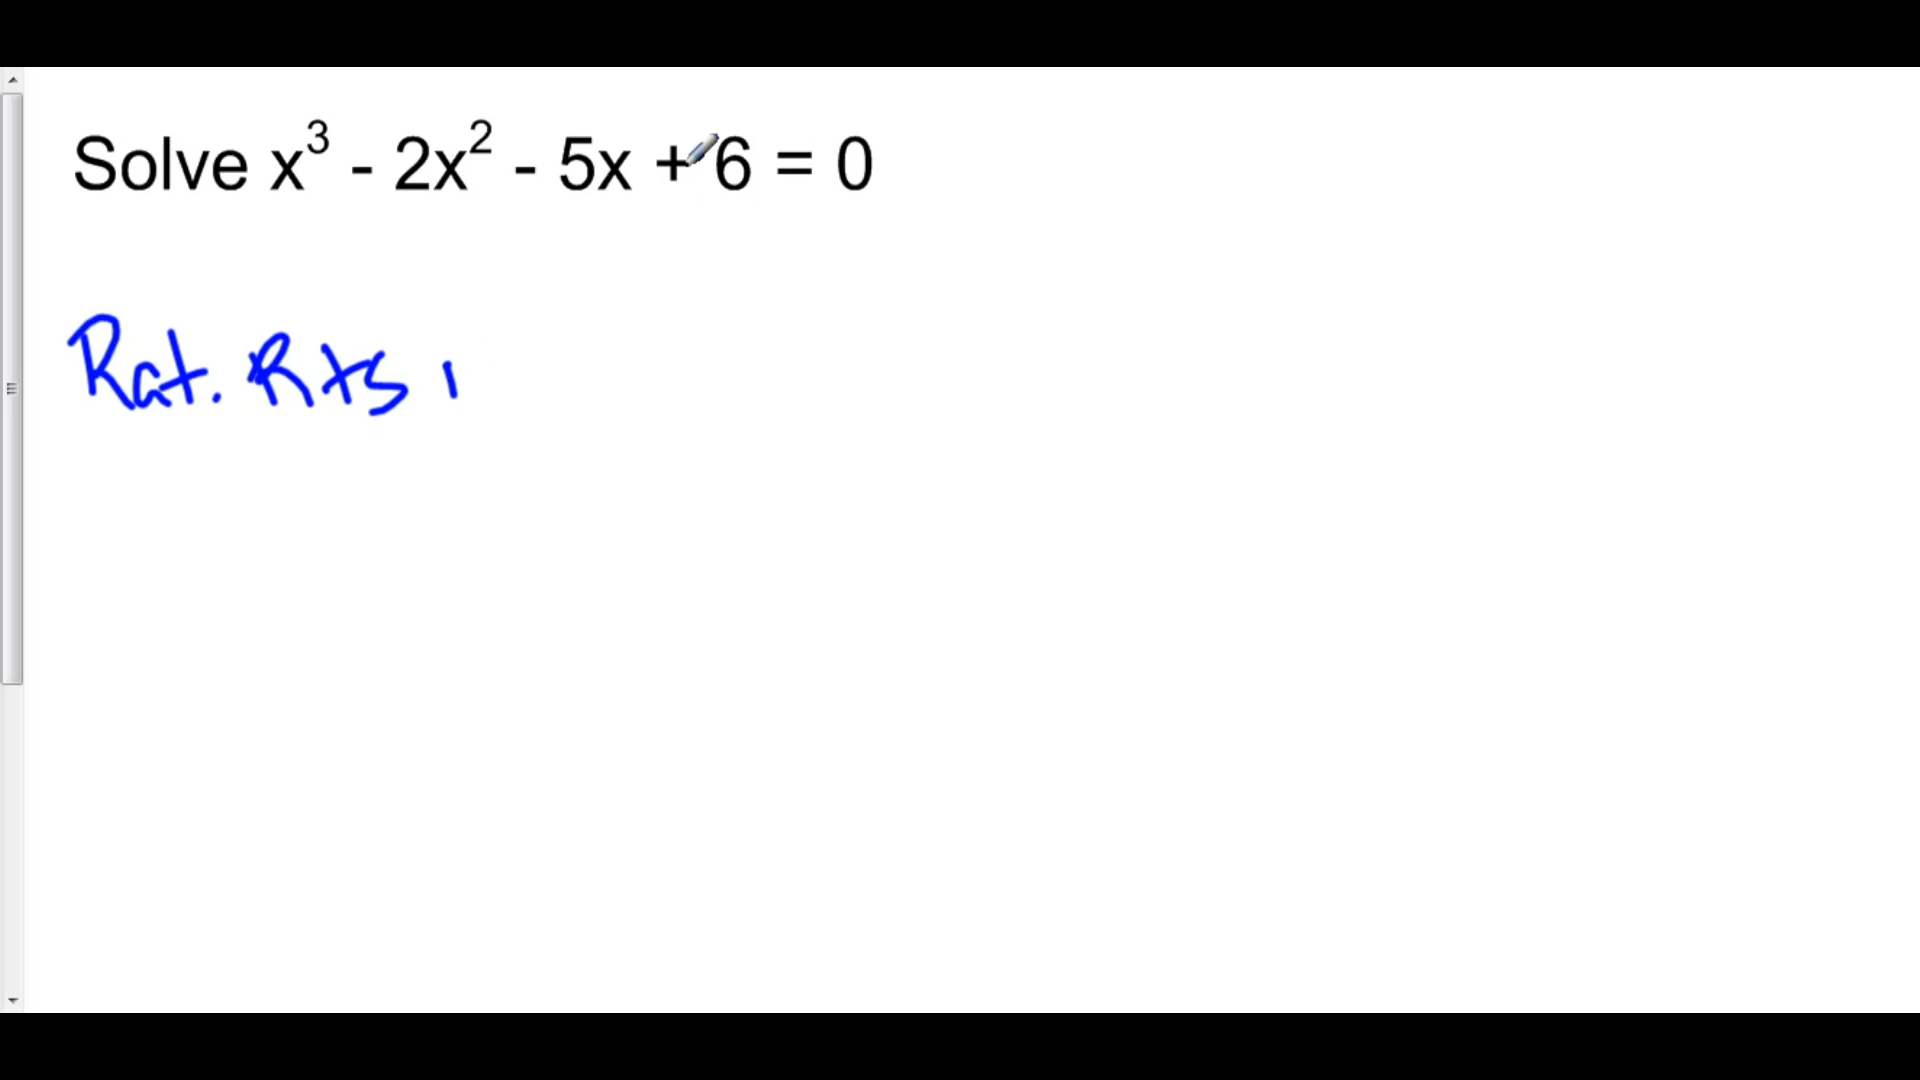 Solve x³ - 2x² - 5x + 6 = 0
Rat. Rts